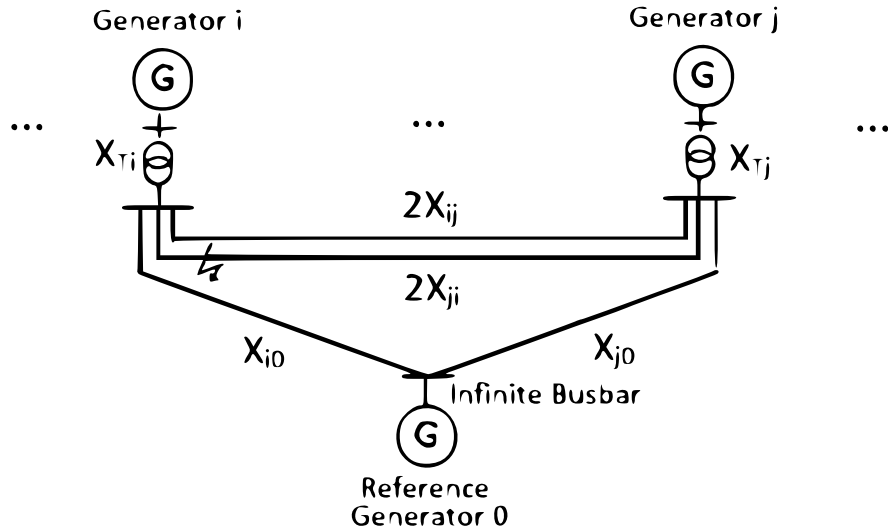 Generator i
Generator j
G
G
...
...
...
X_Ti
X_Tj
2X_ij
2X_ji
X_i0
X_j0
Infinite Busbar
G
Reference
Generator 0